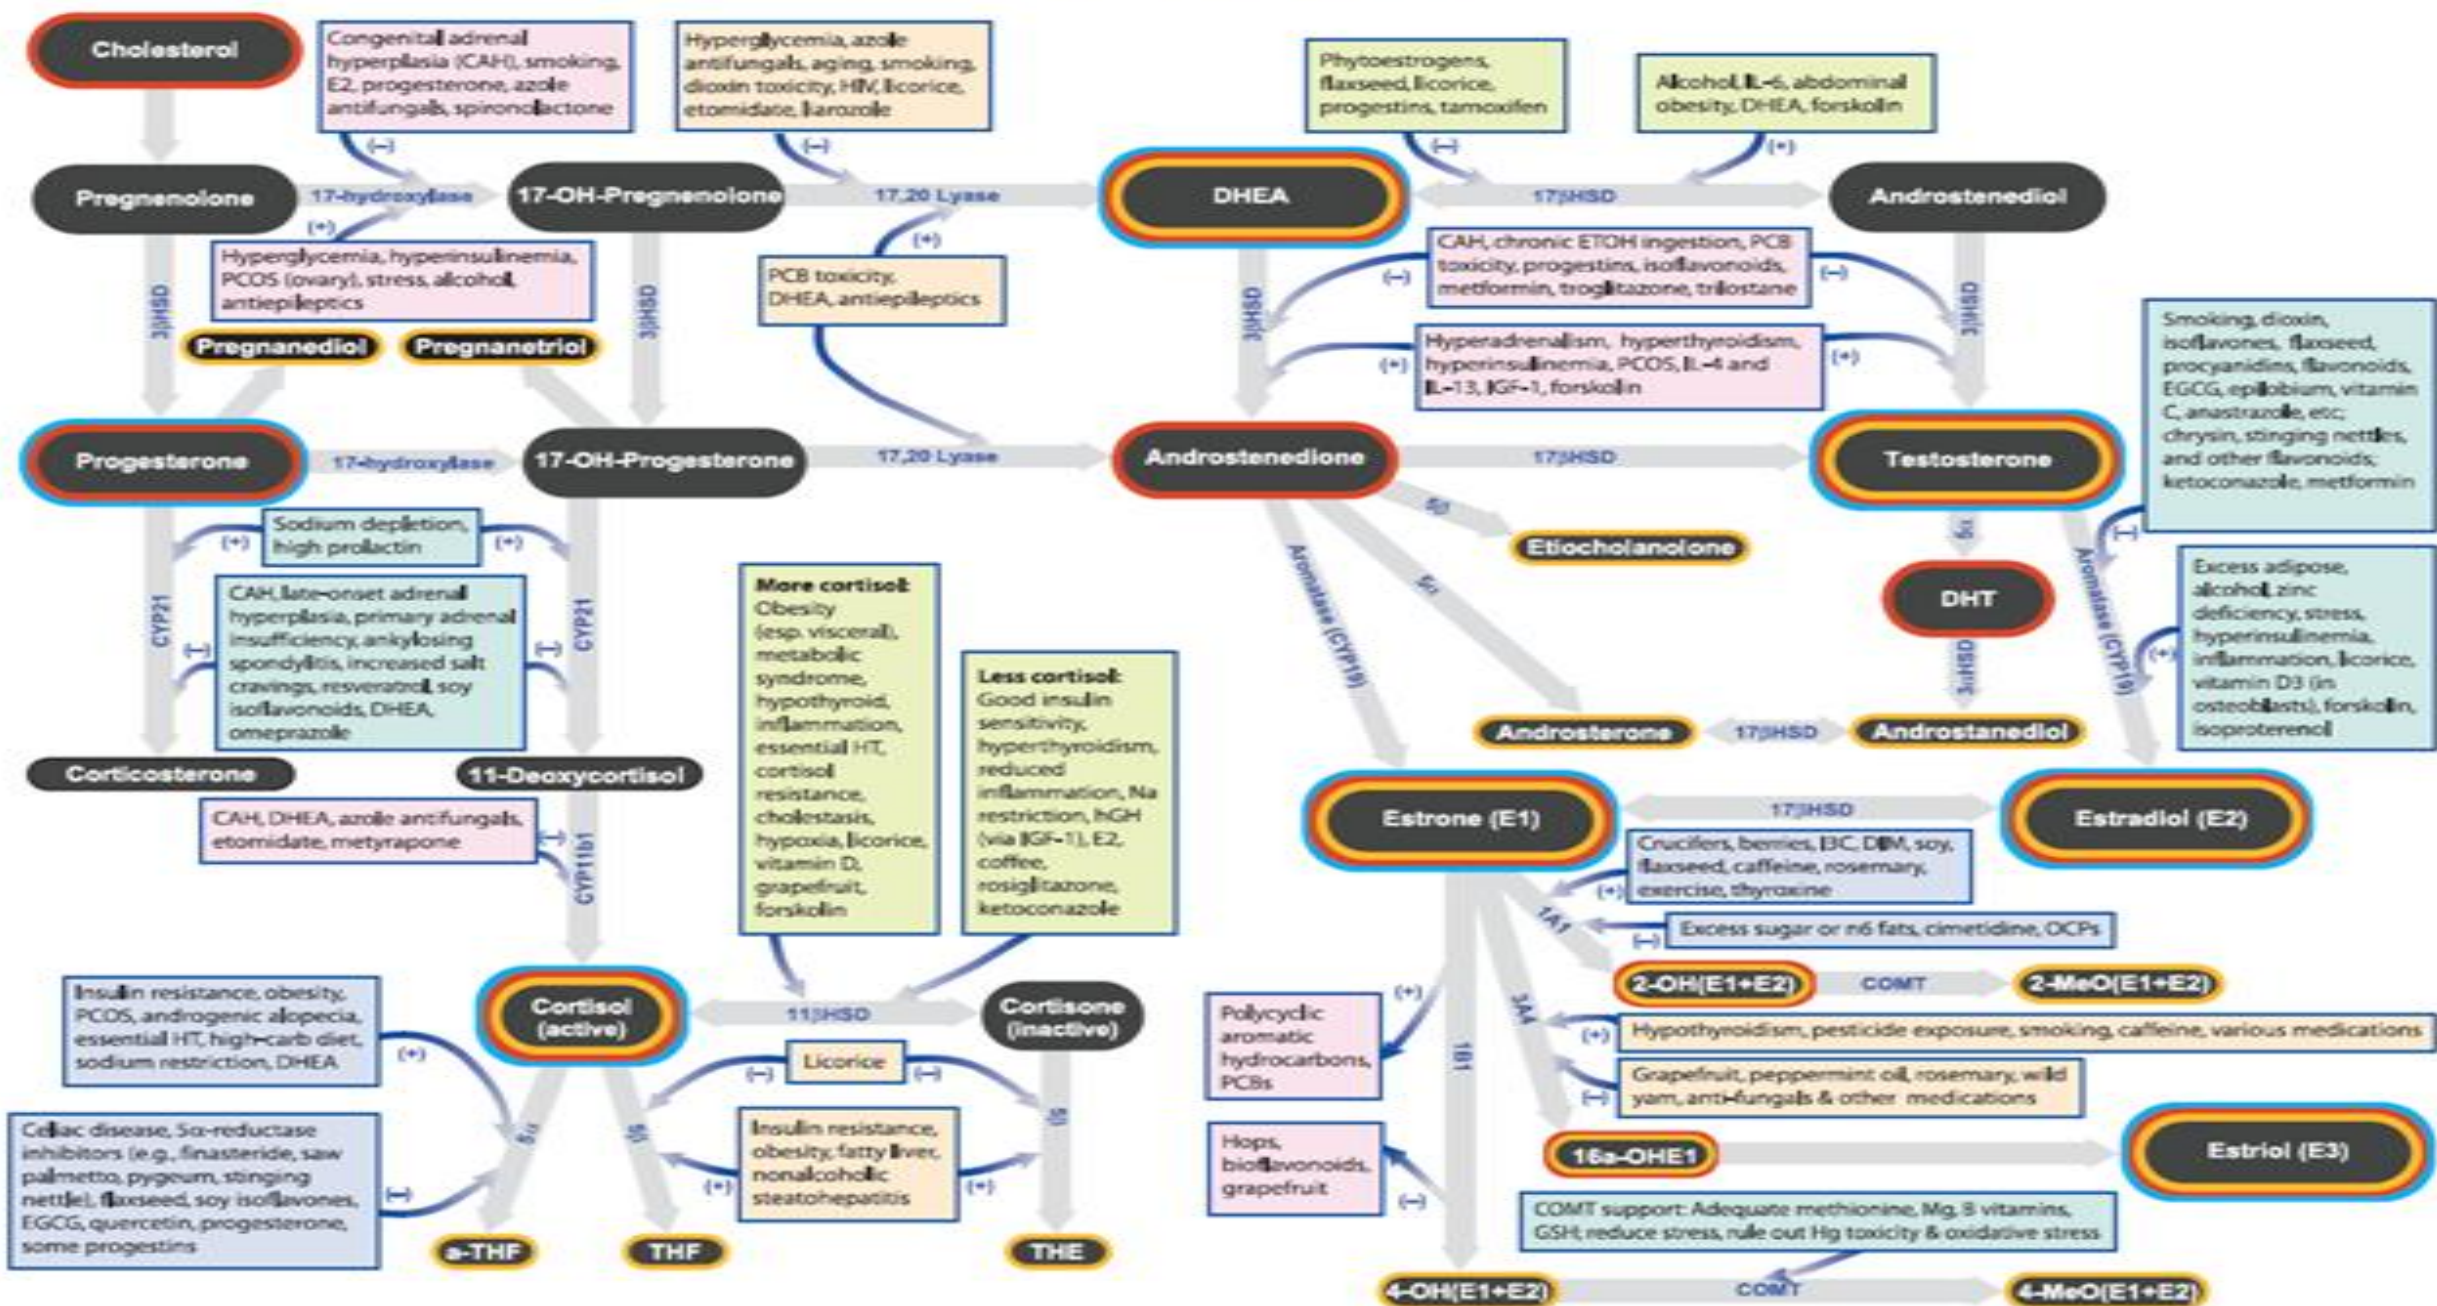 Cholesterol
Congenital adrenal
hyperplasia (CAH), smoking,
E2, progesterone, azole
antifungals, spironolactone
Hyperglycemia, azole
antifungals, aging, smoking,
dioxin toxicity, HIV, licorice,
etomidate, liarozole
Phytoestrogens,
flaxseed, licorice,
progestins, tamoxifen
Alcohol, IL-6, abdominal
obesity, DHEA, forskolin
(–)
(–)
(–)
(+)
Pregnenolone
17-hydroxylase
17-OH-Pregnenolone
17,20 Lyase
DHEA
17βHSD
Androstenediol
(+)
(+)
Hyperglycemia, hyperinsulinemia,
PCOS (ovary), stress, alcohol,
antiepileptics
PCB toxicity,
DHEA, antiepileptics
CAH, chronic ETOH ingestion, PCB
toxicity, progestins, isoflavonoids,
metformin, troglitazone, trilostane
(–)
(–)
3βHSD
3βHSD
3βHSD
3βHSD
Hyperadrenalism, hyperthyroidism,
hyperinsulinemia, PCOS, IL-4 and
IL-13, IGF-1, forskolin
(+)
(+)
Smoking, dioxin,
isoflavones, flaxseed,
procyanidins, flavonoids,
EGCG, epilobium, vitamin
C, anastrazole, etc;
chrysin, stinging nettles,
and other flavonoids;
ketoconazole, metformin
Pregnanediol
Pregnanetriol
Progesterone
17-hydroxylase
17-OH-Progesterone
17,20 Lyase
Androstenedione
17βHSD
Testosterone
Sodium depletion,
high prolactin
(+)
(+)
5β
Etiocholanolone
5α
5α
(–)
CAH, late-onset adrenal
hyperplasia, primary adrenal
insufficiency, ankylosing
spondylitis, increased salt
cravings, resveratrol, soy
isoflavonoids, DHEA,
omeprazole
(–)
(–)
CYP21
CYP21
More cortisol:
Obesity
(esp. visceral),
metabolic
syndrome,
hypothyroid,
inflammation,
essential HT,
cortisol
resistance,
cholestasis,
hypoxia, licorice,
vitamin D,
grapefruit,
forskolin
Less cortisol:
Good insulin
sensitivity,
hyperthyroidism,
reduced
inflammation, Na
restriction, hGH
(via IGF-1), E2,
coffee,
rosiglitazone,
ketoconazole
Aromatase (CYP19)
DHT
3αHSD
Aromatase (CYP19)
Excess adipose,
alcohol, zinc
deficiency, stress,
hyperinsulinemia,
inflammation, licorice,
vitamin D3 (in
osteoblasts), forskolin,
isoproterenol
(+)
Androsterone
17βHSD
Androstanediol
Corticosterone
11-Deoxycortisol
CAH, DHEA, azole antifungals,
etomidate, metyrapone
(–)
CYP11b1
Estrone (E1)
17βHSD
Estradiol (E2)
Crucifers, berries, I3C, DIM, soy,
flaxseed, caffeine, rosemary,
exercise, thyroxine
(+)
1A1
Excess sugar or n6 fats, cimetidine, OCPs
(–)
2-OH(E1+E2)
COMT
2-MeO(E1+E2)
Insulin resistance, obesity,
PCOS, androgenic alopecia,
essential HT, high-carb diet,
sodium restriction, DHEA
(+)
Cortisol
(active)
11βHSD
Cortisone
(inactive)
Licorice
(–)
(–)
Polycyclic
aromatic
hydrocarbons,
PCBs
(+)
1B1
3A4
Hypothyroidism, pesticide exposure, smoking, caffeine, various medications
(+)
Grapefruit, peppermint oil, rosemary, wild
yam, anti-fungals & other medications
(–)
Celiac disease, 5α-reductase
inhibitors (e.g., finasteride, saw
palmetto, pygeum, stinging
nettle), flaxseed, soy isoflavones,
EGCG, quercetin, progesterone,
some progestins
(–)
5α
5β
5β
Insulin resistance,
obesity, fatty liver,
nonalcoholic
steatohepatitis
(+)
(+)
Hops,
bioflavonoids,
grapefruit
(–)
16a-OHE1
Estriol (E3)
COMT support: Adequate methionine, Mg, B vitamins,
GSH; reduce stress, rule out Hg toxicity & oxidative stress
a-THF
THF
THE
4-OH(E1+E2)
COMT
4-MeO(E1+E2)